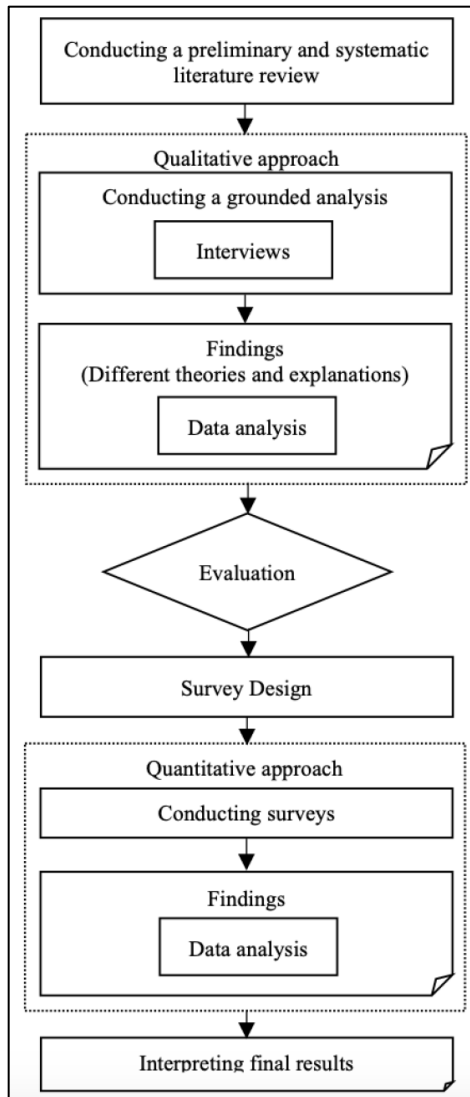 Conducting a preliminary and systematic
literature review
Qualitative approach
Conducting a grounded analysis
Interviews
Findings
(Different theories and explanations)
Data analysis
Evaluation
Survey Design
Quantitative approach
Conducting surveys
Findings
Data analysis
Interpreting final results